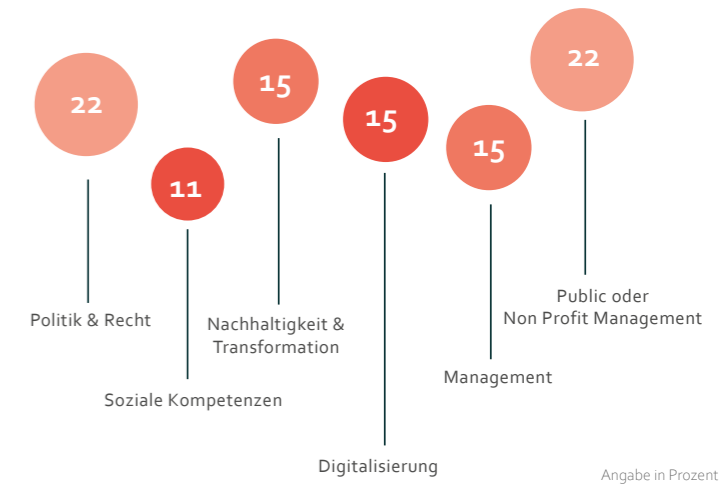 22
11
15
15
15
22
Politik & Recht
Soziale Kompetenzen
Nachhaltigkeit &
Transformation
Digitalisierung
Management
Public oder
Non Profit Management
Angabe in Prozent